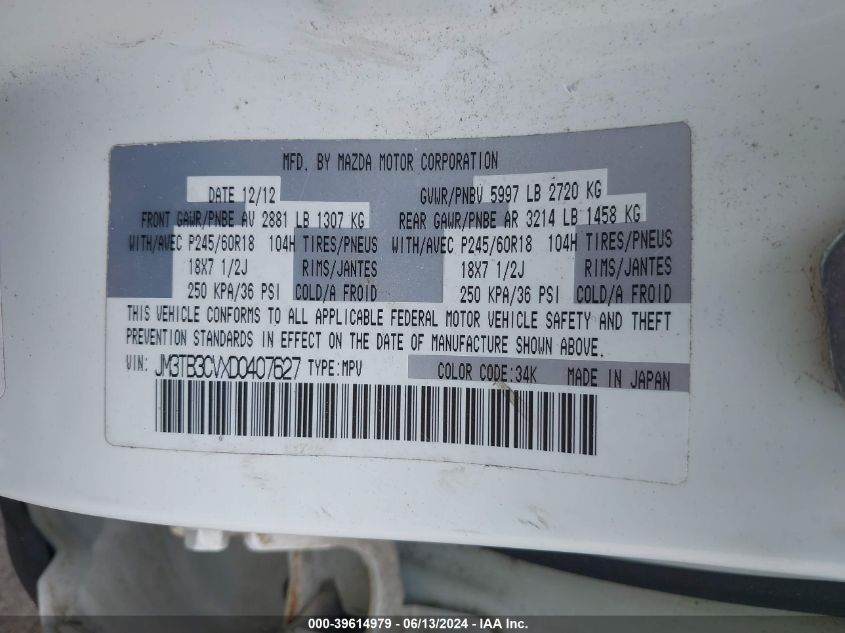 MFD. BY MAZDA MOTOR CORPORATION
DATE 12/12 GVWR/PNBV 5997 LB 2720 KG
FRONT GAWR/PNBE AV 2881 LB 1307 KG REAR GAWR/PNBE AR 3214 LB 1458 KG
WITH/AVEC P245/60R18 104H TIRES/PNEUS WITH/AVEC P245/60R18 104H TIRES/PNEUS
18X7 1/2J RIMS/JANTES 18X7 1/2J RIMS/JANTES
250 KPA/36 PSI COLD/A FROID 250 KPA/36 PSI COLD/A FROID
THIS VEHICLE CONFORMS TO ALL APPLICABLE FEDERAL MOTOR VEHICLE SAFETY AND THEFT
PREVENTION STANDARDS IN EFFECT ON THE DATE OF MANUFACTURE SHOWN ABOVE.
VIN: JM3TB3CVXD0407627 TYPE:MPV COLOR CODE:34K MADE IN JAPAN
000-39614979 - 06/13/2024 - IAA Inc.